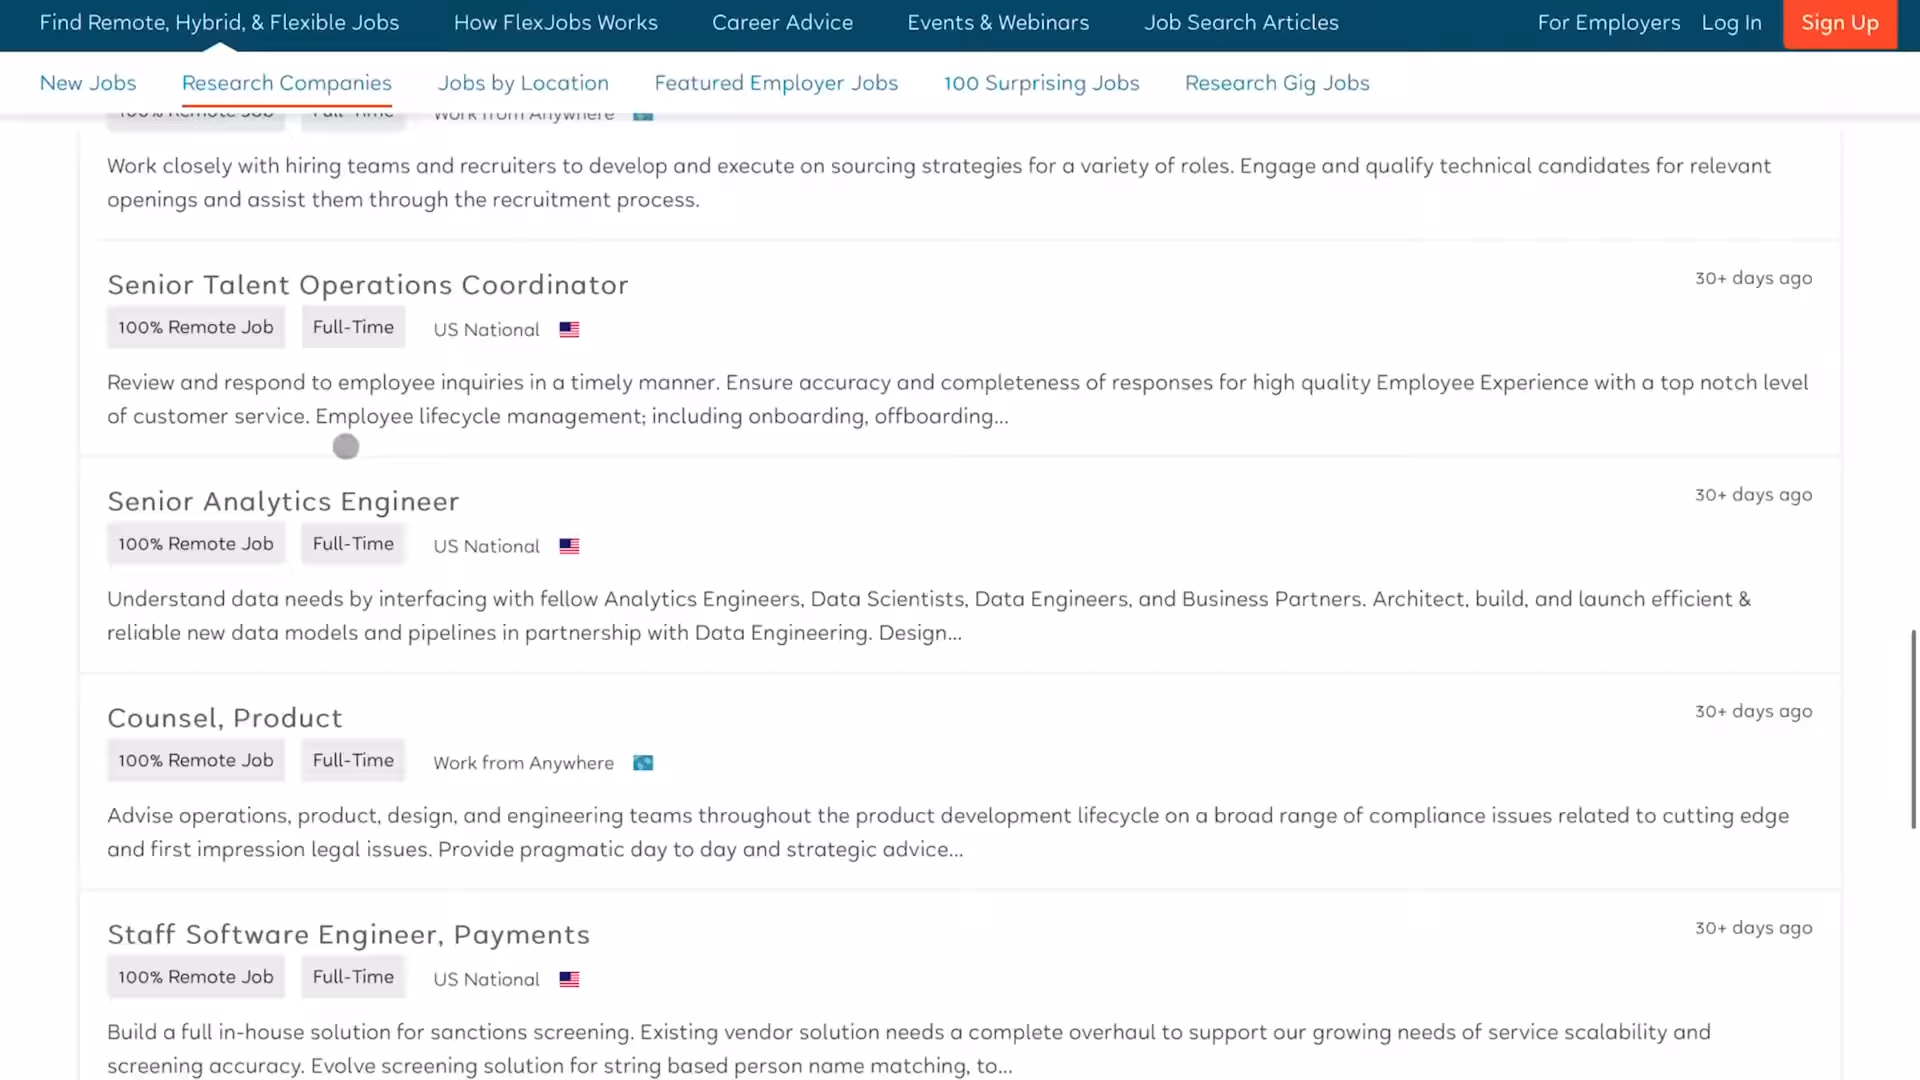 Find Remote, Hybrid, & Flexible Jobs How FlexJobs Works Career Advice Events & Webinars Job Search Articles For Employers Log In Sign Up
New Jobs Research Companies Jobs by Location Featured Employer Jobs 100 Surprising Jobs Research Gig Jobs
100% Remote Job Full-Time Work from Anywhere
Work closely with hiring teams and recruiters to develop and execute on sourcing strategies for a variety of roles. Engage and qualify technical candidates for relevant
openings and assist them through the recruitment process.
Senior Talent Operations Coordinator 30+ days ago
100% Remote Job Full-Time US National
Review and respond to employee inquiries in a timely manner. Ensure accuracy and completeness of responses for high quality Employee Experience with a top notch level
of customer service. Employee lifecycle management; including onboarding, offboarding...
Senior Analytics Engineer 30+ days ago
100% Remote Job Full-Time US National
Understand data needs by interfacing with fellow Analytics Engineers, Data Scientists, Data Engineers, and Business Partners. Architect, build, and launch efficient &
reliable new data models and pipelines in partnership with Data Engineering. Design...
Counsel, Product 30+ days ago
100% Remote Job Full-Time Work from Anywhere
Advise operations, product, design, and engineering teams throughout the product development lifecycle on a broad range of compliance issues related to cutting edge
and first impression legal issues. Provide pragmatic day to day and strategic advice...
Staff Software Engineer, Payments 30+ days ago
100% Remote Job Full-Time US National
Build a full in-house solution for sanctions screening. Existing vendor solution needs a complete overhaul to support our growing needs of service scalability and
screening accuracy. Evolve screening solution for string based person name matching, to...